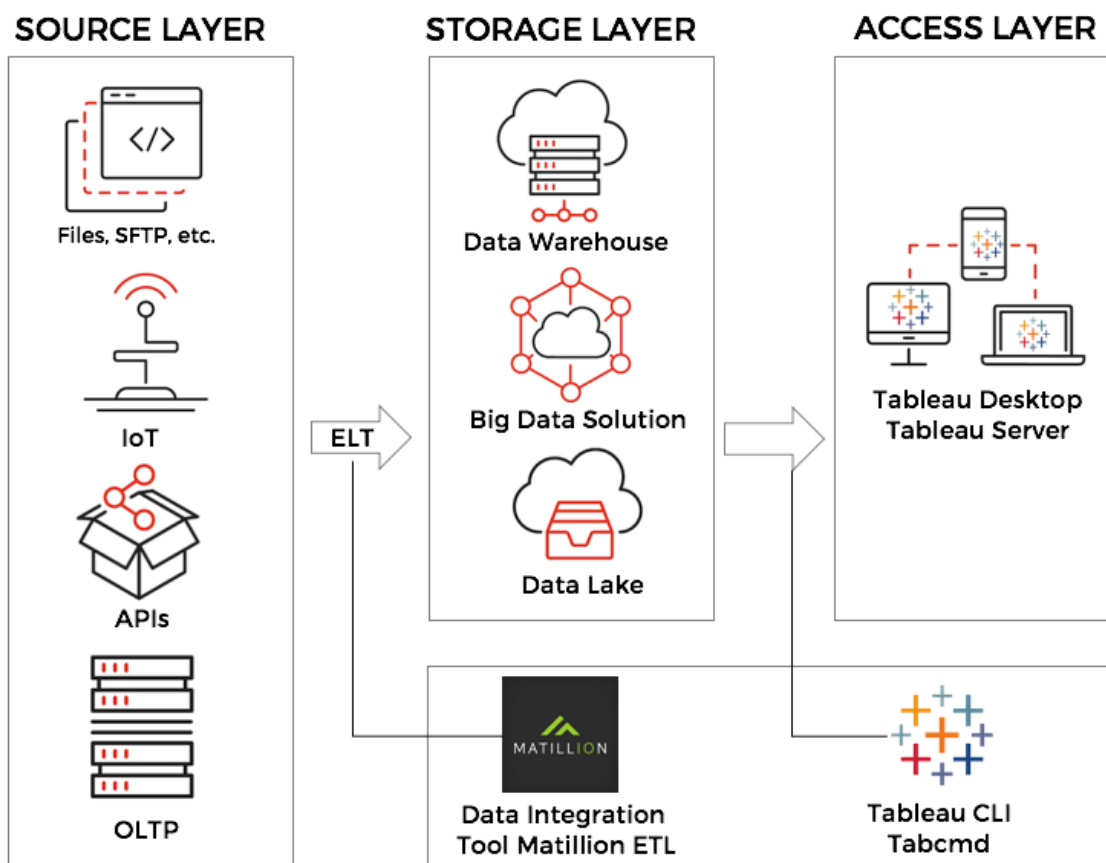 SOURCE LAYER
STORAGE LAYER
ACCESS LAYER
</>
Files, SFTP, etc.
IoT
APIs
OLTP
ELT
Data Warehouse
Big Data Solution
Data Lake
Tableau Desktop
Tableau Server
MATILLION
Data Integration
Tool Matillion ETL
Tableau CLI
Tabcmd